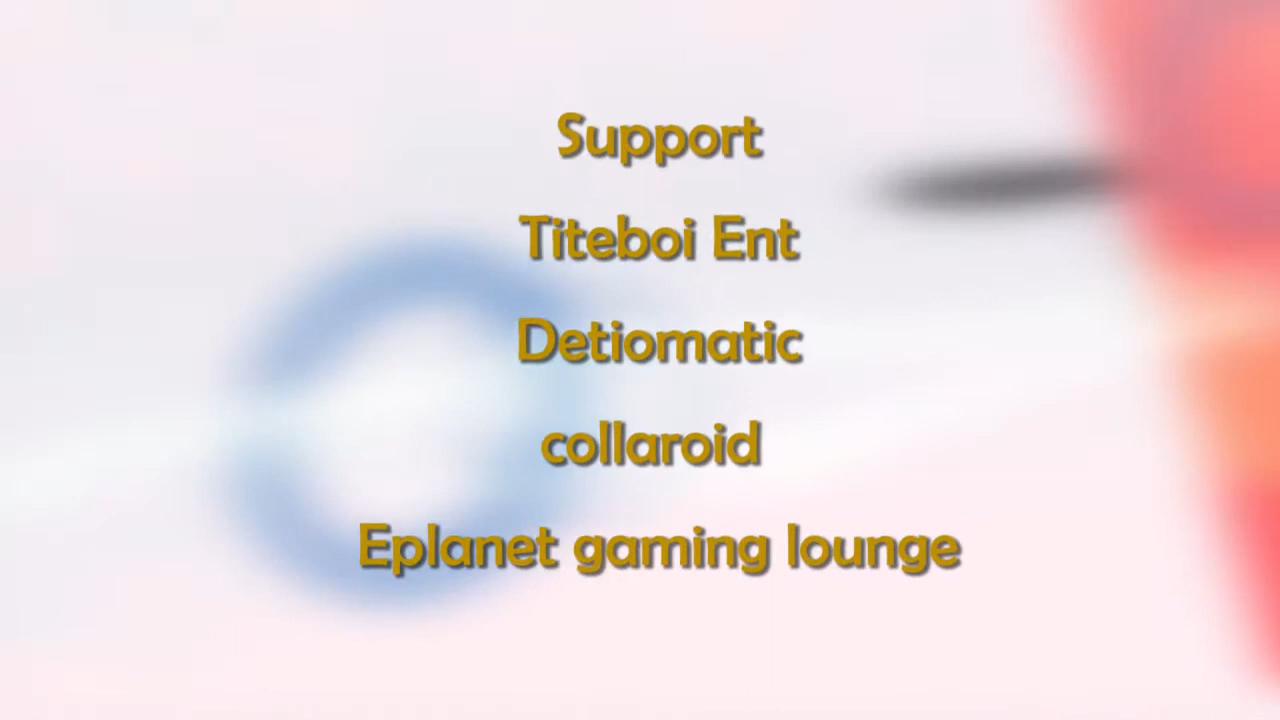 Support
Titeboi Ent
Detiomatic
collaroid
Eplanet gaming lounge